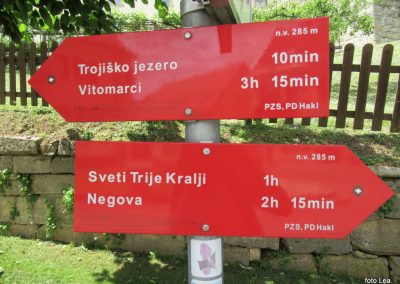 n.v. 285 m
Trojiško jezero 10min
Vitomarci 3h 15min
PZS, PD Hakl
n.v. 285 m
Sveti Trije Kralji 1h
Negova 2h 15min
PZS, PD Hakl
foto Lea